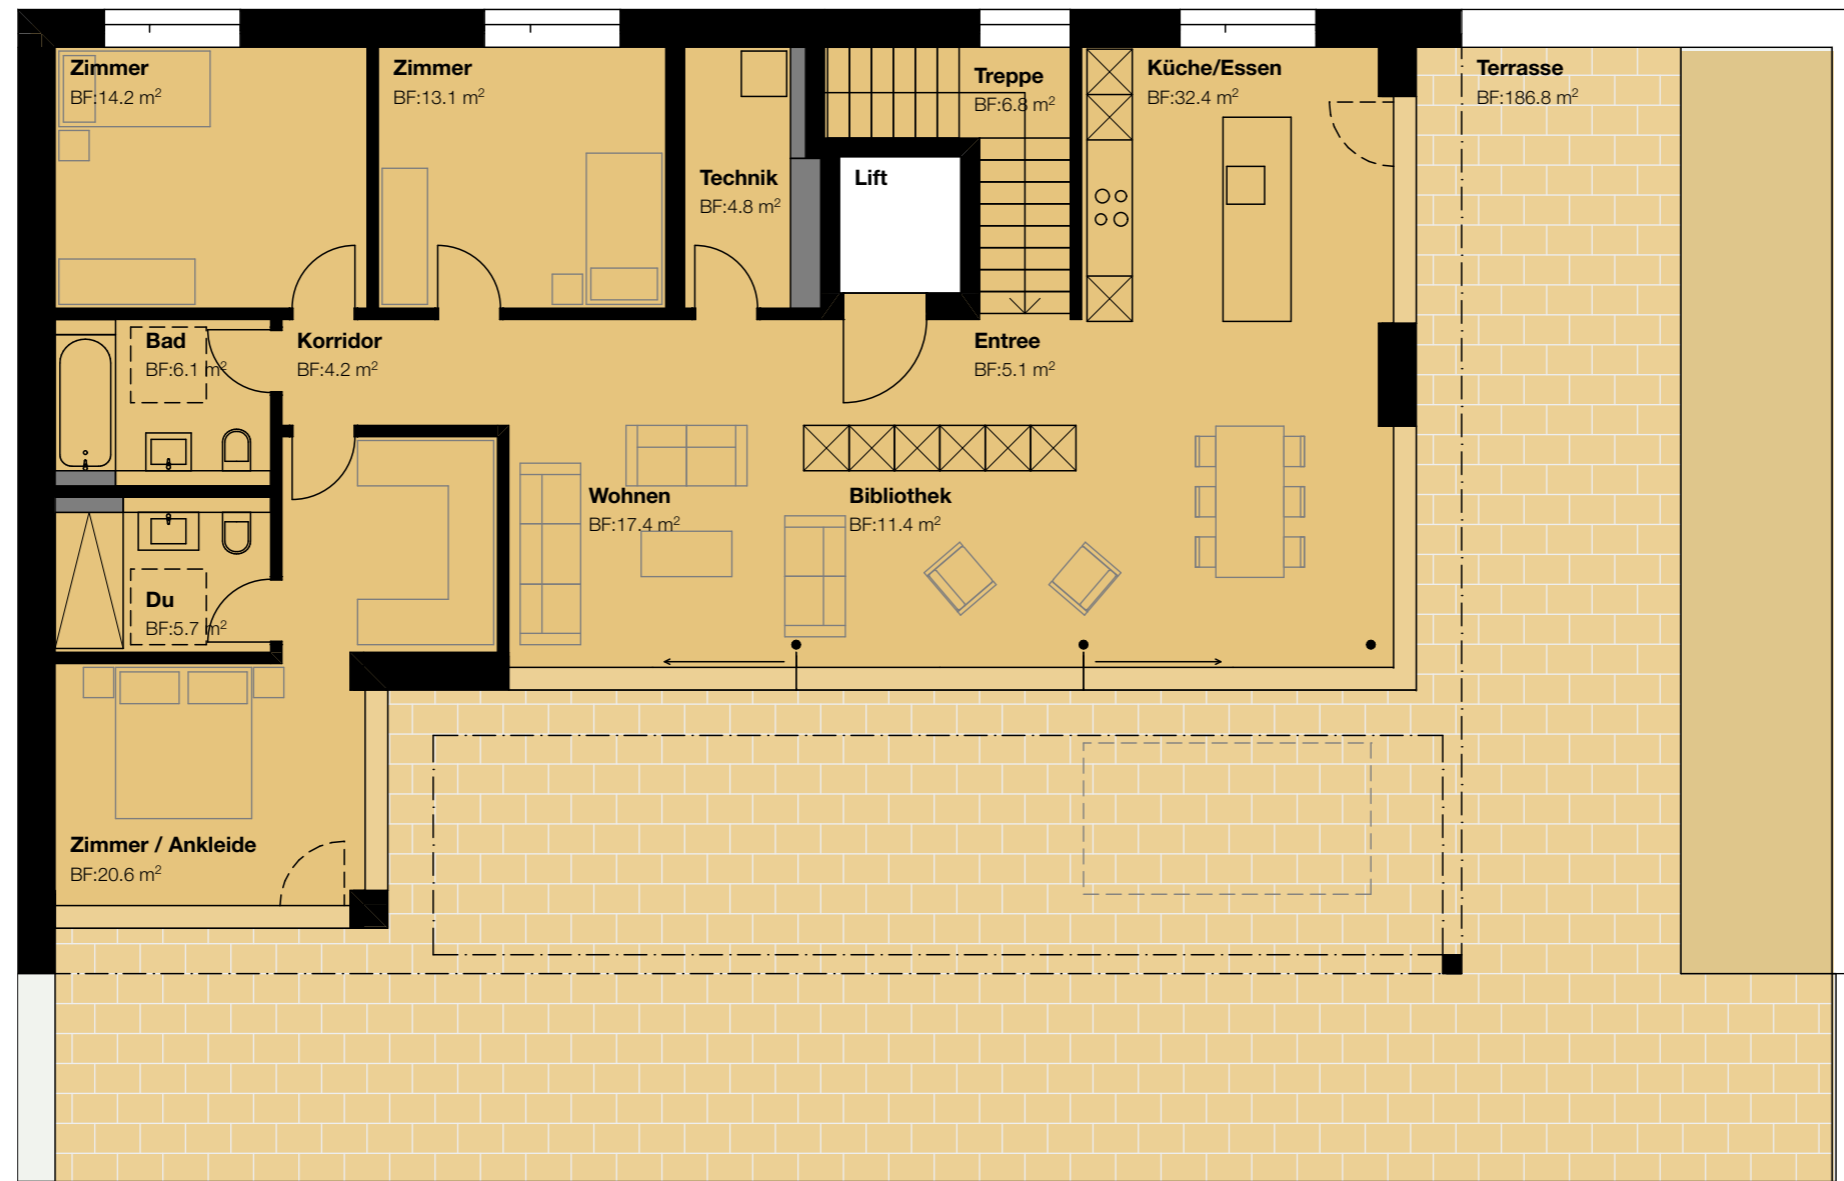 Zimmer
BF:14.2 m²
Zimmer
BF:13.1 m²
Treppe
BF:6.8 m²
Küche/Essen
BF:32.4 m²
Terrasse
BF:186.8 m²
Technik
BF:4.8 m²
Lift
Bad
BF:6.1 m²
Korridor
BF:4.2 m²
Entree
BF:5.1 m²
Wohnen
BF:17.4 m²
Bibliothek
BF:11.4 m²
Du
BF:5.7 m²
Zimmer / Ankleide
BF:20.6 m²